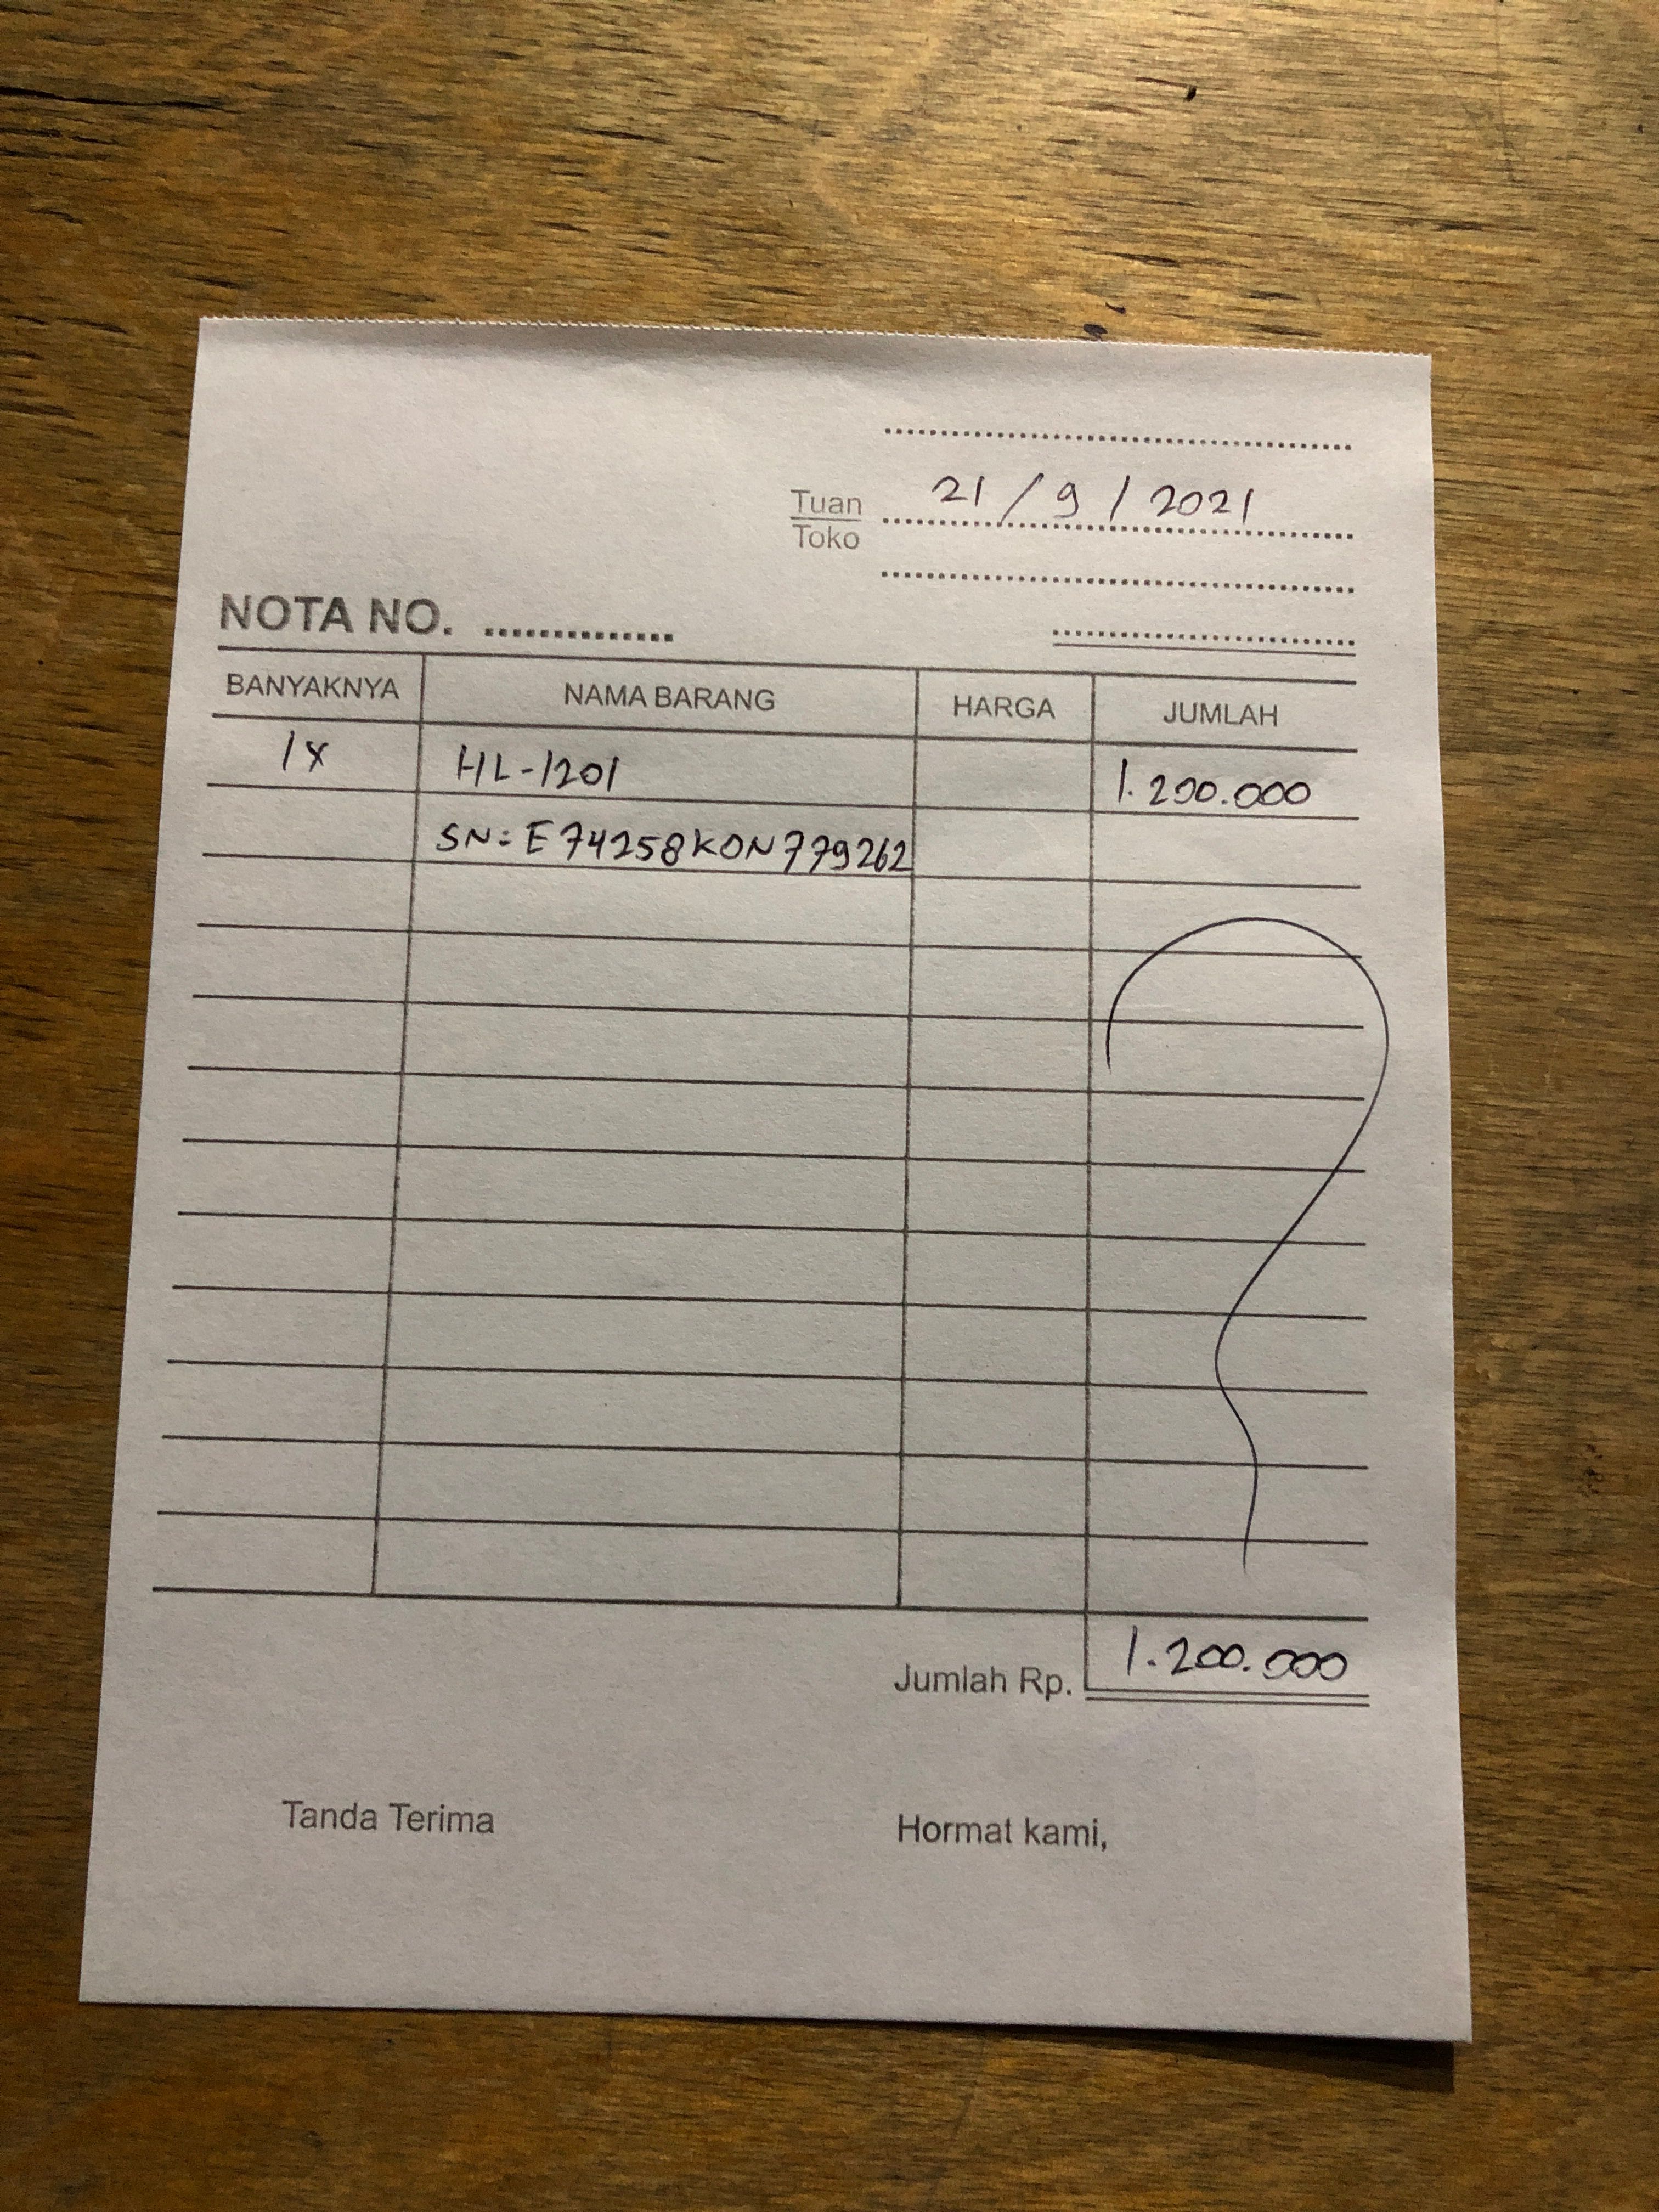 Tuan 21/9/2021
Toko
NOTA NO. ..............
BANYAKNYA NAMA BARANG HARGA JUMLAH
1x HL-1201 1.200.000
SN: E74258K0N779262
Jumlah Rp. 1.200.000
Tanda Terima Hormat kami,